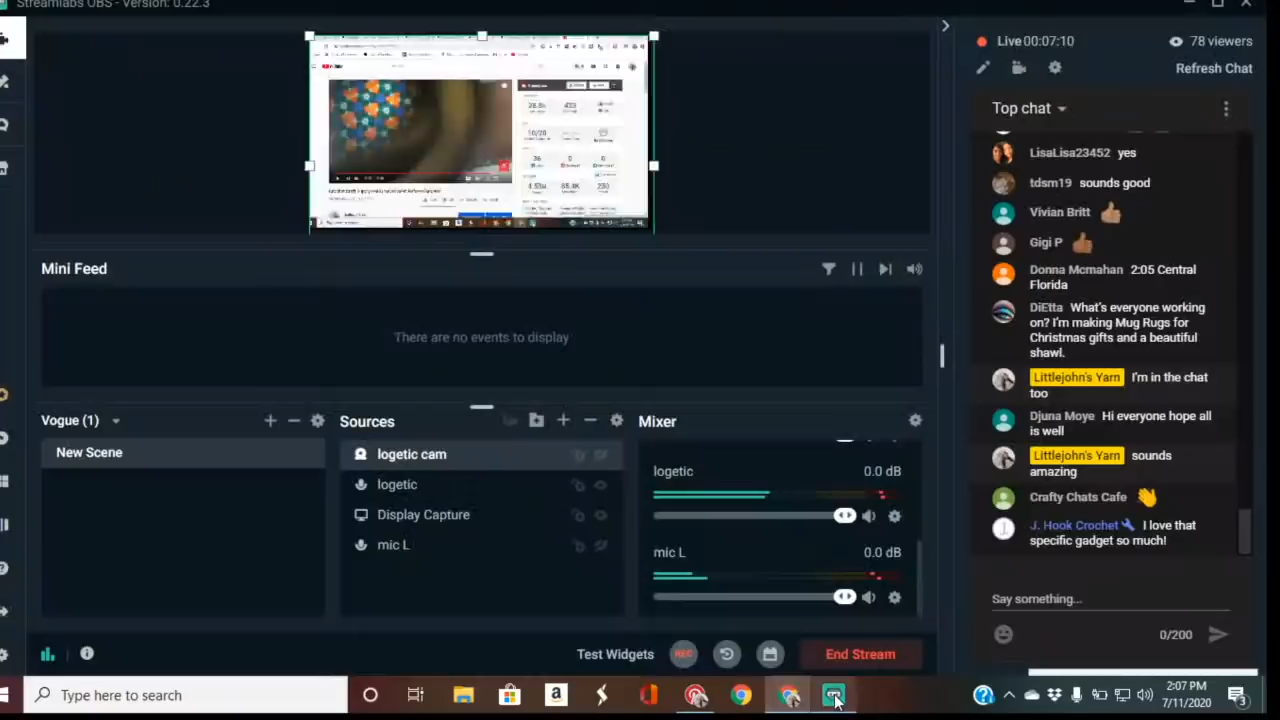 Streamlabs OBS - Version: 0.22.3
00:07:10
viewers
Refresh Chat
Top chat
LisaLisa23452 yes
Vivian Britt 👍🏽
Gigi P 👍🏾
Donna Mcmahan 2:05 Central
Florida
DiEtta What's everyone working
on? I'm making Mug Rugs for
Christmas gifts and a beautiful
shawl.
Littlejohn's Yarn I'm in the chat
too
Djuna Moye Hi everyone hope all
is well
Littlejohn's Yarn sounds
amazing
Crafty Chats Cafe 👋
J. Hook Crochet🔧 I love that
specific gadget so much!
Say something...
0/200
Mini Feed
There are no events to display
Vogue (1)
New Scene
Sources
logetic cam
logetic
Display Capture
mic L
Mixer
logetic 0.0 dB
mic L 0.0 dB
Test Widgets
REC
End Stream
Type here to search
2:07 PM
7/11/2020
3